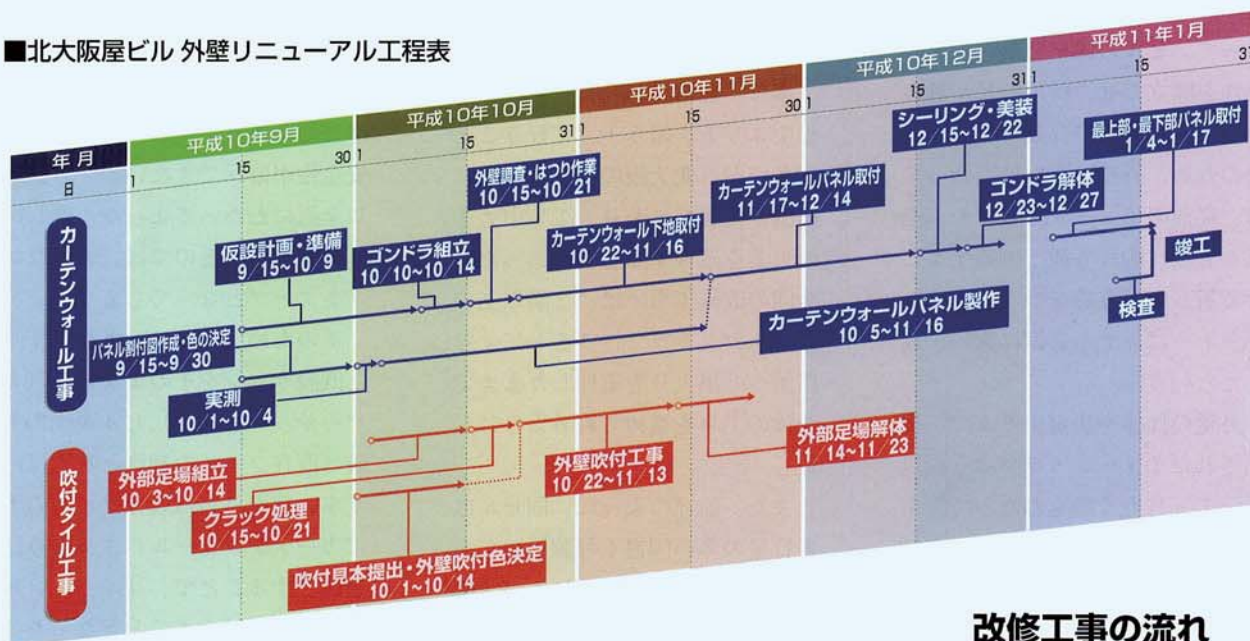 ■北大阪屋ビル 外壁リニューアル工程表
年月
平成10年9月
平成10年10月
平成10年11月
平成10年12月
平成11年1月
日
1
15
30
1
15
31
1
15
30
1
15
31
1
15
31
カーテンウォール工事
仮設計画・準備
9/15~10/9
ゴンドラ組立
10/10~10/14
外壁調査・はつり作業
10/15~10/21
カーテンウォール下地取付
10/22~11/16
カーテンウォールパネル取付
11/17~12/14
シーリング・美装
12/15~12/22
ゴンドラ解体
12/23~12/27
最上部・最下部パネル取付
1/4~1/17
竣工
検査
パネル割付図作成・色の決定
9/15~9/30
実測
10/1~10/4
カーテンウォールパネル製作
10/5~11/16
吹付タイル工事
外部足場組立
10/3~10/14
クラック処理
10/15~10/21
吹付見本提出・外壁吹付色決定
10/1~10/14
外壁吹付工事
10/22~11/13
外部足場解体
11/14~11/23
改修工事の流れ